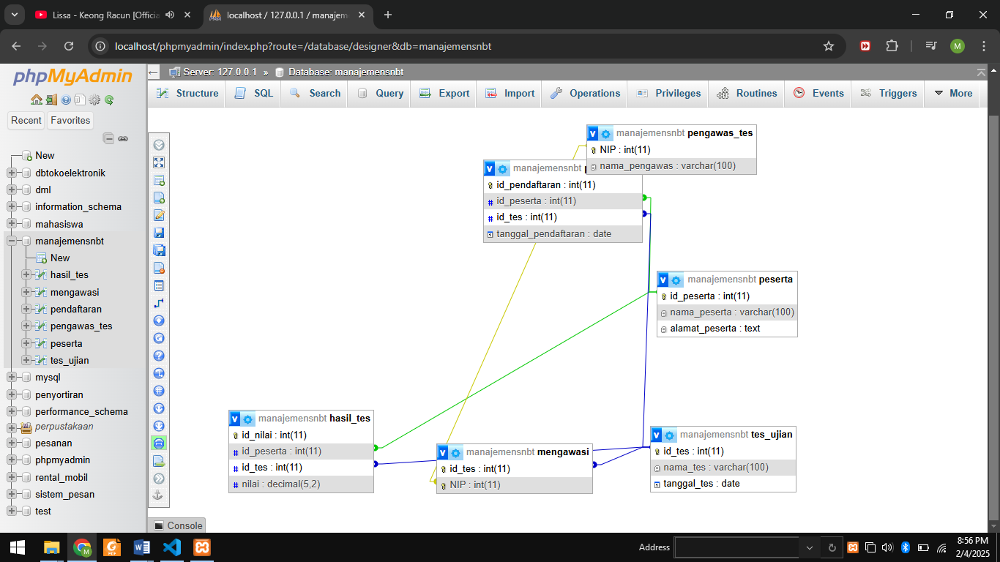 Lissa - Keong Racun [Officia
localhost / 127.0.0.1 / manajem
localhost/phpmyadmin/index.php?route=/database/designer&db=manajemensnbt
M
phpMyAdmin
Recent
Favorites
New
dbtokoelektronik
dml
information_schema
mahasiswa
manajemensnbt
New
hasil_tes
mengawasi
pendaftaran
pengawas_tes
peserta
tes_ujian
mysql
penyortiran
performance_schema
perpustakaan
pesanan
phpmyadmin
rental_mobil
sistem_pesan
test
Server: 127.0.0.1 » Database: manajemensnbt
Structure
SQL
Search
Query
Export
Import
Operations
Privileges
Routines
Events
Triggers
More
V manajemensnbt pengawas_tes
NIP : int(11)
nama_pengawas : varchar(100)
V manajemensnbt
id_pendaftaran : int(11)
# id_peserta : int(11)
# id_tes : int(11)
tanggal_pendaftaran : date
V manajemensnbt peserta
id_peserta : int(11)
nama_peserta : varchar(100)
alamat_peserta : text
V manajemensnbt hasil_tes
id_nilai : int(11)
# id_peserta : int(11)
# id_tes : int(11)
# nilai : decimal(5,2)
V manajemensnbt mengawasi
id_tes : int(11)
NIP : int(11)
V manajemensnbt tes_ujian
id_tes : int(11)
nama_tes : varchar(100)
tanggal_tes : date
Console
Address
8:56 PM
2/4/2025